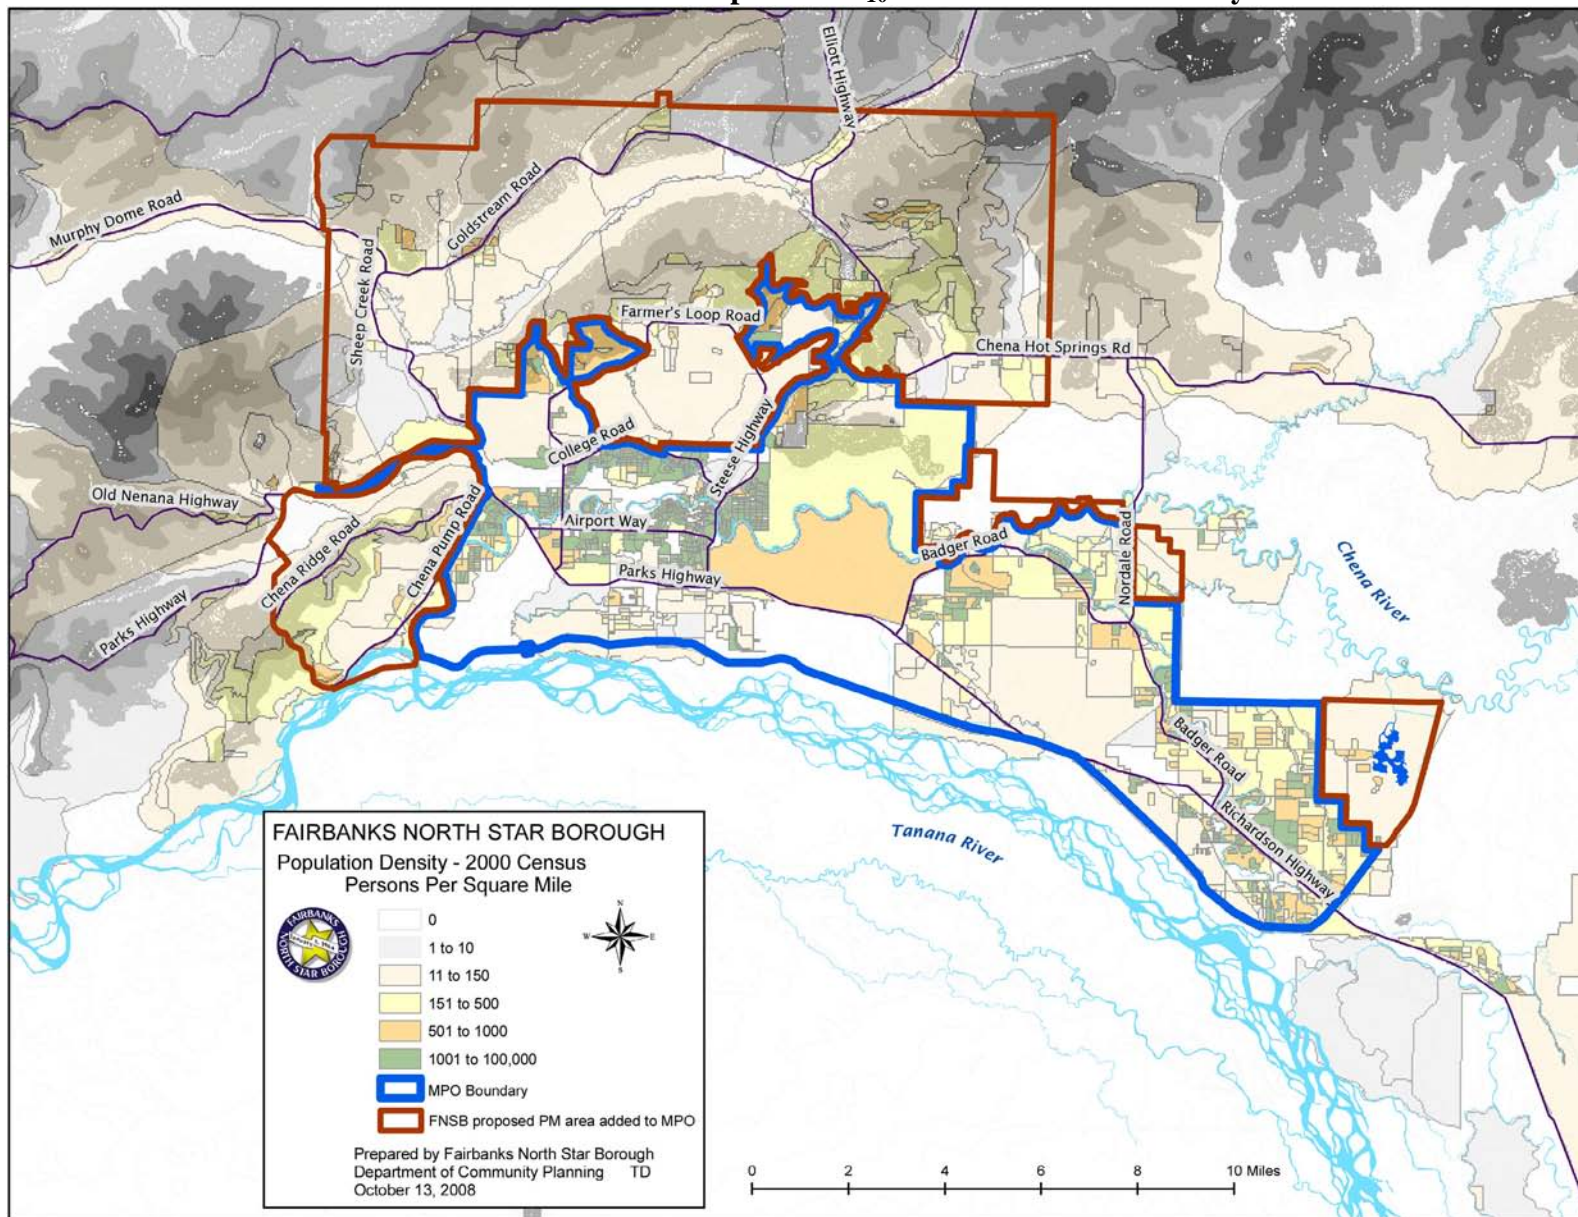 Elliott Highway
Murphy Dome Road
Goldstream Road
Sheep Creek Road
Farmer's Loop Road
Chena Hot Springs Rd
College Road
Steese Highway
Old Nenana Highway
Chena Pump Road
Airport Way
Badger Road
Nordale Road
Chena River
Chena Ridge Road
Parks Highway
Parks Highway
Badger Road
Richardson Highway
Tanana River
FAIRBANKS NORTH STAR BOROUGH
Population Density - 2000 Census
Persons Per Square Mile
FAIRBANKS
NORTH STAR BOROUGH
N
W
E
S
0
1 to 10
11 to 150
151 to 500
501 to 1000
1001 to 100,000
MPO Boundary
FNSB proposed PM area added to MPO
Prepared by Fairbanks North Star Borough
Department of Community Planning TD
October 13, 2008
0 2 4 6 8 10 Miles